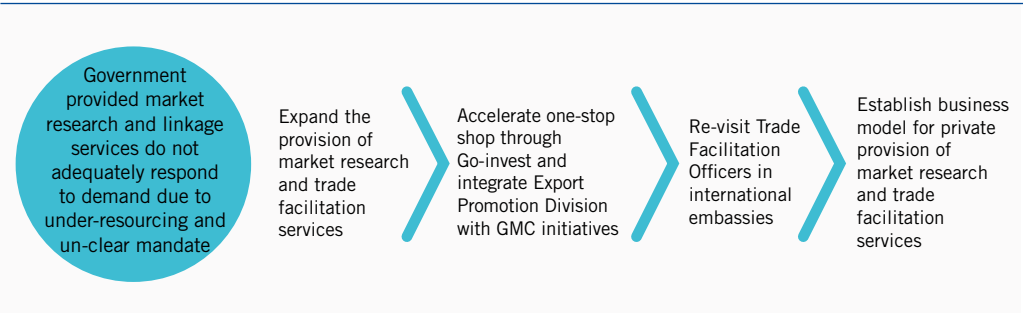 Government
provided market
research and linkage
services do not
adequately respond
to demand due to
under-resourcing and
un-clear mandate
Expand the
provision of
market research
and trade
facilitation
services
Accelerate one-stop
shop through
Go-invest and
integrate Export
Promotion Division
with GMC initiatives
Re-visit Trade
Facilitation
Officers in
international
embassies
Establish business
model for private
provision of
market research
and trade
facilitation
services